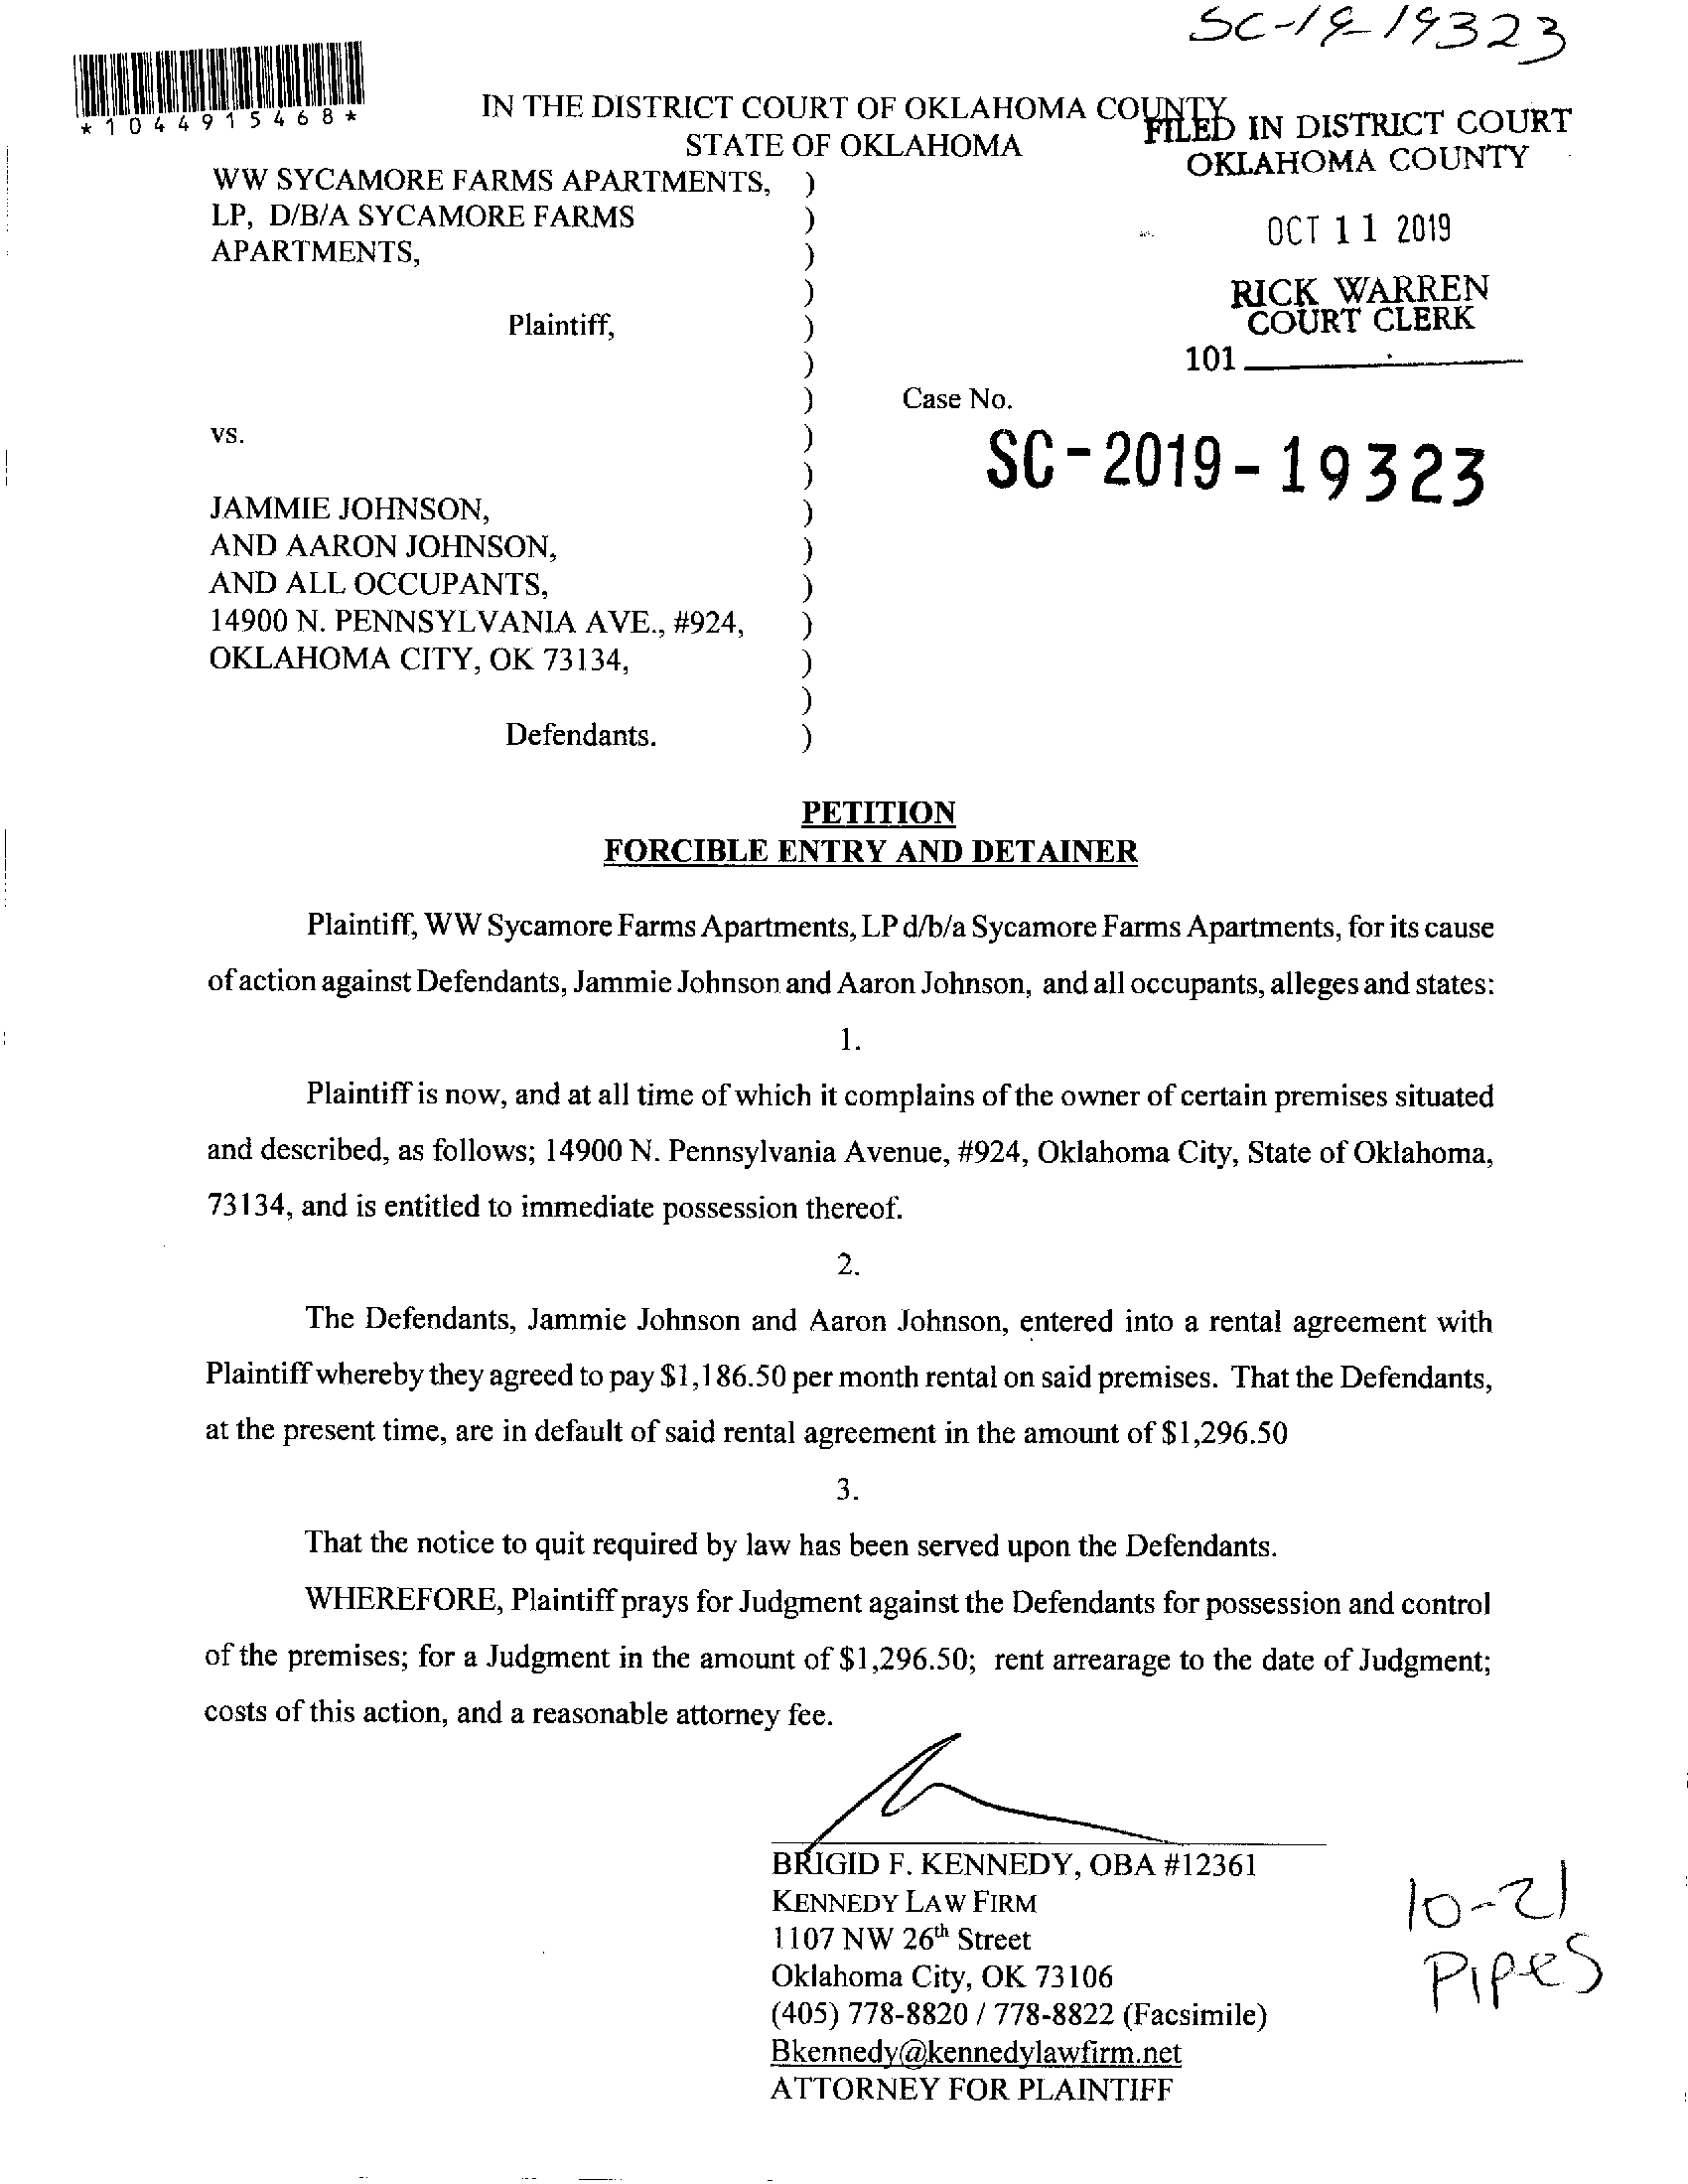 SC-19-19323
*1044915468*
IN THE DISTRICT COURT OF OKLAHOMA COUNTY
STATE OF OKLAHOMA
FILED IN DISTRICT COURT
OKLAHOMA COUNTY
OCT 11 2019
RICK WARREN
COURT CLERK
101
WW SYCAMORE FARMS APARTMENTS, )
LP, D/B/A SYCAMORE FARMS )
APARTMENTS, )
)
Plaintiff, )
)
) Case No.
vs. )
) SC-2019-19323
JAMMIE JOHNSON, )
AND AARON JOHNSON, )
AND ALL OCCUPANTS, )
14900 N. PENNSYLVANIA AVE., #924, )
OKLAHOMA CITY, OK 73134, )
)
Defendants. )
PETITION
FORCIBLE ENTRY AND DETAINER
Plaintiff, WW Sycamore Farms Apartments, LP d/b/a Sycamore Farms Apartments, for its cause
of action against Defendants, Jammie Johnson and Aaron Johnson, and all occupants, alleges and states:
1.
Plaintiff is now, and at all time of which it complains of the owner of certain premises situated
and described, as follows; 14900 N. Pennsylvania Avenue, #924, Oklahoma City, State of Oklahoma,
73134, and is entitled to immediate possession thereof.
2.
The Defendants, Jammie Johnson and Aaron Johnson, entered into a rental agreement with
Plaintiff whereby they agreed to pay $1,186.50 per month rental on said premises. That the Defendants,
at the present time, are in default of said rental agreement in the amount of $1,296.50
3.
That the notice to quit required by law has been served upon the Defendants.
WHEREFORE, Plaintiff prays for Judgment against the Defendants for possession and control
of the premises; for a Judgment in the amount of $1,296.50; rent arrearage to the date of Judgment;
costs of this action, and a reasonable attorney fee.
BRIGID F. KENNEDY, OBA #12361
KENNEDY LAW FIRM
1107 NW 26th Street
Oklahoma City, OK 73106
(405) 778-8820 / 778-8822 (Facsimile)
Bkennedy@kennedylawfirm.net
ATTORNEY FOR PLAINTIFF
10-21
Pipes